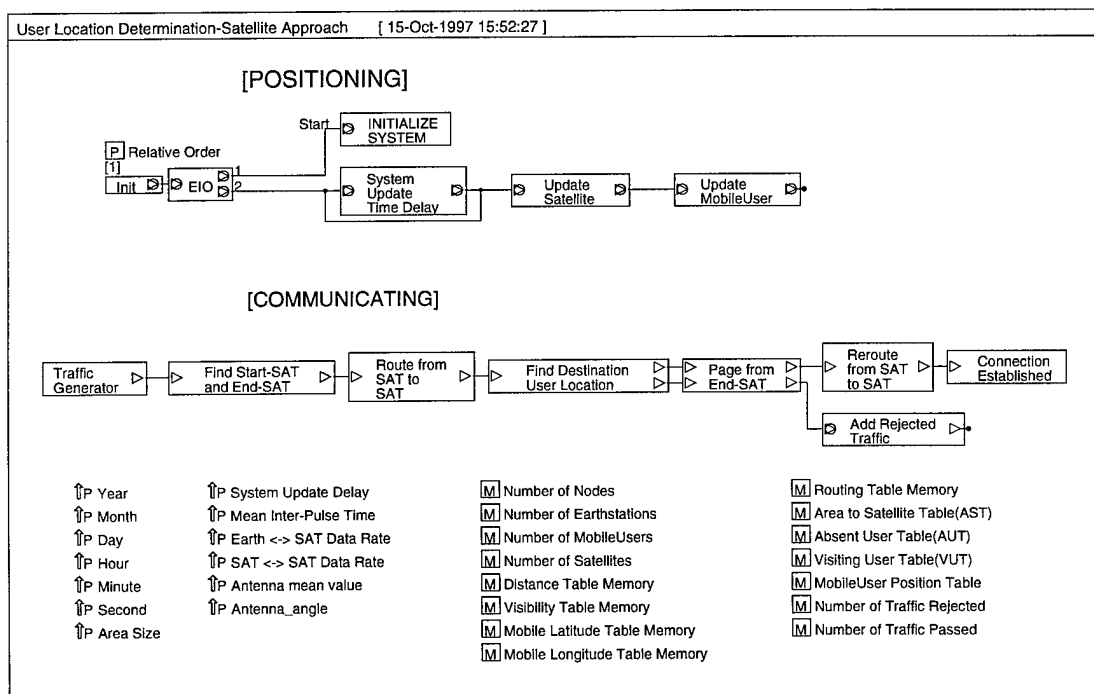 User Location Determination-Satellite Approach [ 15-Oct-1997 15:52:27 ]
[POSITIONING]
Start
INITIALIZE
SYSTEM
P Relative Order
[1]
Init
EIO
1
2
System
Update
Time Delay
Update
Satellite
Update
MobileUser
[COMMUNICATING]
Traffic
Generator
Find Start-SAT
and End-SAT
Route from
SAT to
SAT
Find Destination
User Location
Page from
End-SAT
Reroute
from SAT
to SAT
Connection
Established
Add Rejected
Traffic
⇑P Year
⇑P Month
⇑P Day
⇑P Hour
⇑P Minute
⇑P Second
⇑P Area Size
⇑P System Update Delay
⇑P Mean Inter-Pulse Time
⇑P Earth <-> SAT Data Rate
⇑P SAT <-> SAT Data Rate
⇑P Antenna mean value
⇑P Antenna_angle
M Number of Nodes
M Number of Earthstations
M Number of MobileUsers
M Number of Satellites
M Distance Table Memory
M Visibility Table Memory
M Mobile Latitude Table Memory
M Mobile Longitude Table Memory
M Routing Table Memory
M Area to Satellite Table(AST)
M Absent User Table(AUT)
M Visiting User Table(VUT)
M MobileUser Position Table
M Number of Traffic Rejected
M Number of Traffic Passed